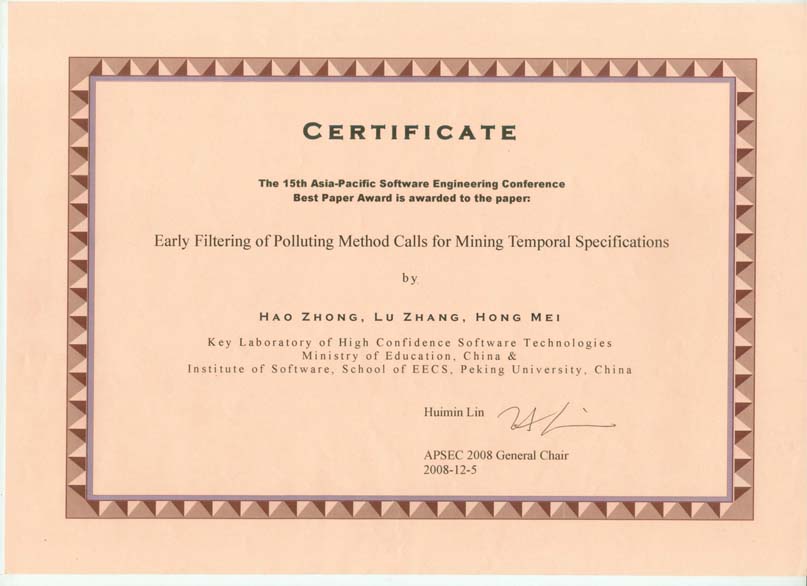 CERTIFICATE
The 15th Asia-Pacific Software Engineering Conference
Best Paper Award is awarded to the paper:
Early Filtering of Polluting Method Calls for Mining Temporal Specifications
by
HAO ZHONG, LU ZHANG, HONG MEI
Key Laboratory of High Confidence Software Technologies
Ministry of Education, China &
Institute of Software, School of EECS, Peking University, China
Huimin Lin
APSEC 2008 General Chair
2008-12-5